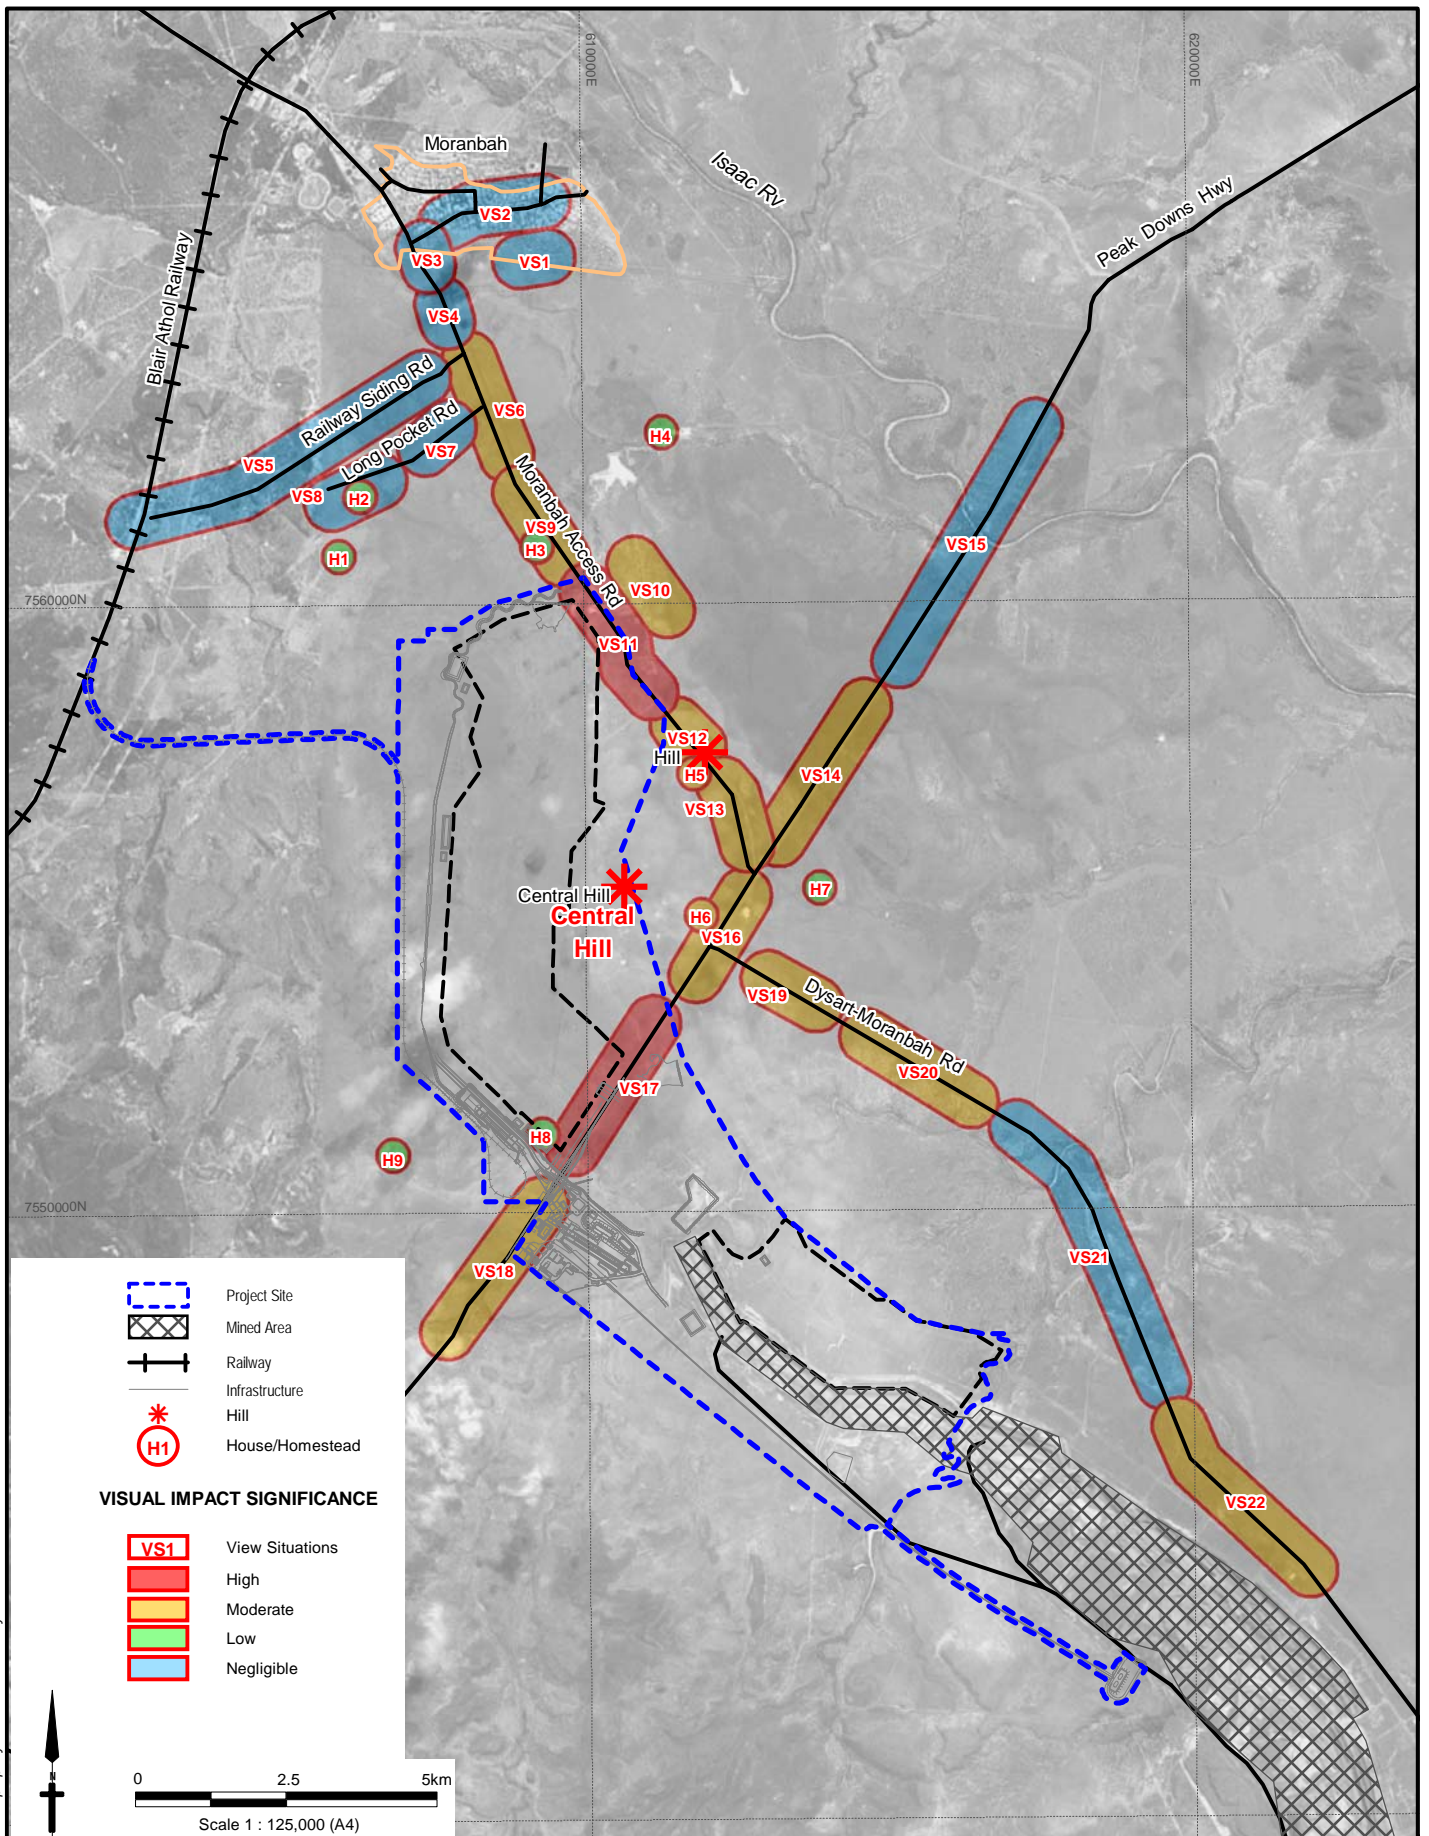 610000E
620000E
Moranbah
Isaac Rv
Peak Downs Hwy
Blair Athol Railway
VS2
VS3
VS1
VS4
Railway Siding Rd
Long Pocket Rd
VS6
H4
VS5
VS7
VS8
H2
Moranbah Access Rd
VS9
H3
H1
VS15
VS10
7560000N
VS11
VS12
Hill
H5
VS14
VS13
H7
Central Hill
Central
Hill
H6
VS16
VS19
Dysart-Moranbah Rd
VS20
VS17
H8
H9
7550000N
VS21
VS18
VS22
Project Site
Mined Area
Railway
Infrastructure
Hill
H1
House/Homestead
VISUAL IMPACT SIGNIFICANCE
VS1
View Situations
High
Moderate
Low
Negligible
N
0
2.5
5km
Scale 1 : 125,000 (A4)